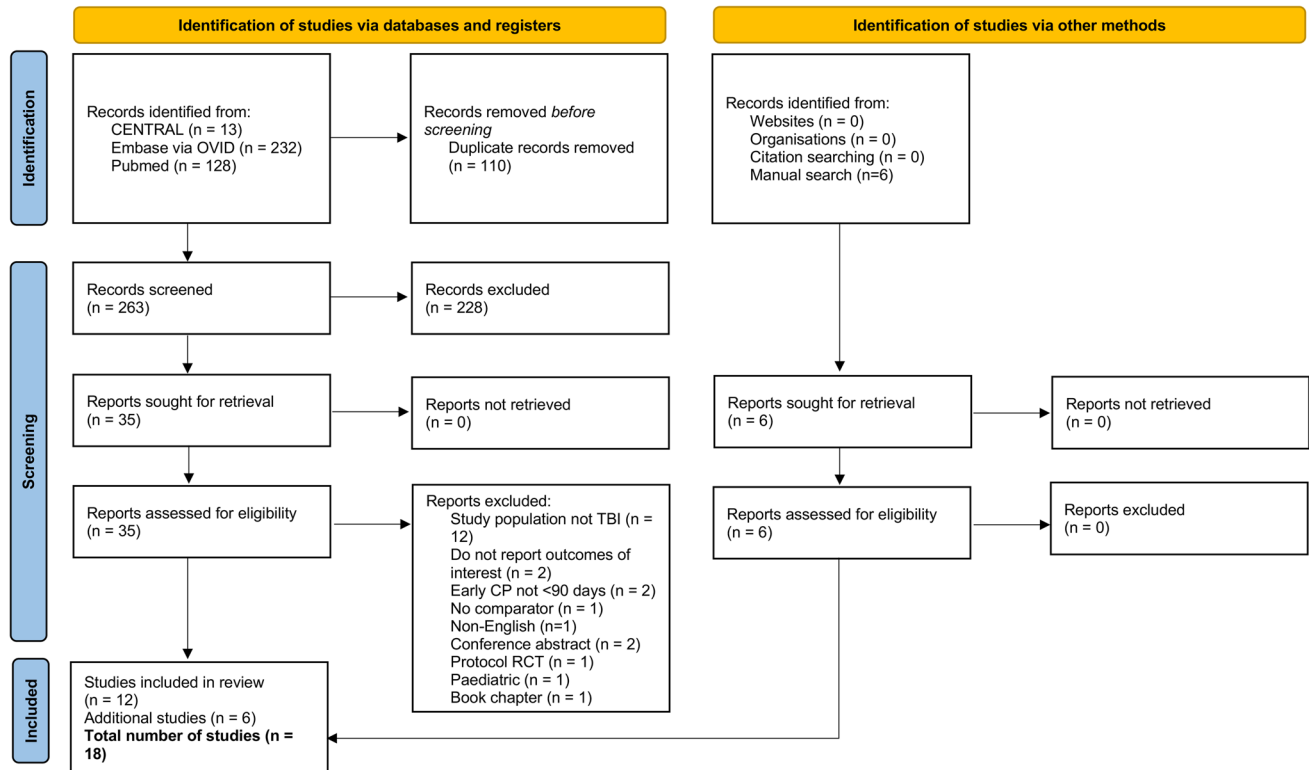 Identification of studies via databases and registers
Identification of studies via other methods
Identification
Records identified from:
CENTRAL (n = 13)
Embase via OVID (n = 232)
Pubmed (n = 128)
Records removed before
screening
Duplicate records removed
(n = 110)
Records identified from:
Websites (n = 0)
Organisations (n = 0)
Citation searching (n = 0)
Manual search (n=6)
Screening
Records screened
(n = 263)
Records excluded
(n = 228)
Reports sought for retrieval
(n = 35)
Reports not retrieved
(n = 0)
Reports sought for retrieval
(n = 6)
Reports not retrieved
(n = 0)
Reports assessed for eligibility
(n = 35)
Reports excluded:
Study population not TBI (n =
12)
Do not report outcomes of
interest (n = 2)
Early CP not <90 days (n = 2)
No comparator (n = 1)
Non-English (n=1)
Conference abstract (n = 2)
Protocol RCT (n = 1)
Paediatric (n = 1)
Book chapter (n = 1)
Reports assessed for eligibility
(n = 6)
Reports excluded
(n = 0)
Included
Studies included in review
(n = 12)
Additional studies (n = 6)
Total number of studies (n =
18)